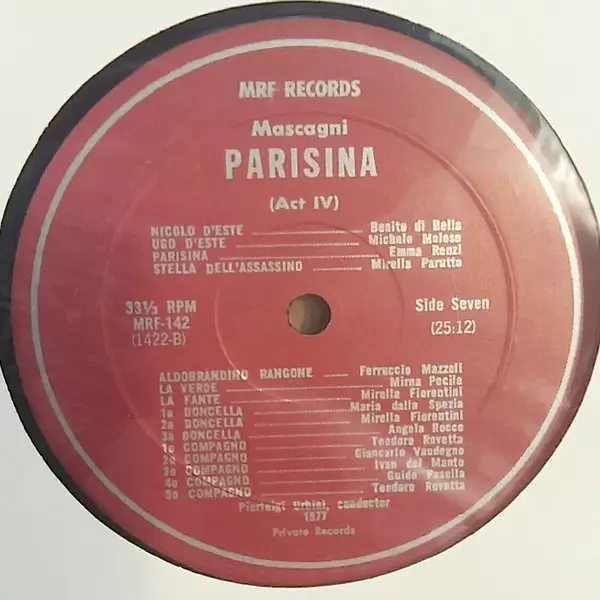 MRF RECORDS
Mascagni
PARISINA
(Act IV)
NICOLO D'ESTE Benito di Bella
UGO D'ESTE Michele Molese
PARISINA Emma Renzi
STELLA DELL'ASSASSINO Mirella Parutto
33⅓ RPM Side Seven
MRF-142 (25:12)
(1422-B)
ALDOBRANDINO RANGONE Ferruccio Mazzoli
LA VERDE Mirna Pecile
LA FANTE Mirella Fiorentini
1a DONCELLA Maria dalla Spezia
2a DONCELLA Mirella Fiorentini
3a DONCELLA Angela Rocco
1o COMPAGNO Teodoro Rovetta
2o COMPAGNO Giancarlo Vaudegno
3o COMPAGNO Ivan del Manto
4o COMPAGNO Guido Pasella
5o COMPAGNO Teodoro Rovetta
Pierluigi Urbini, conductor
1977
Private Records